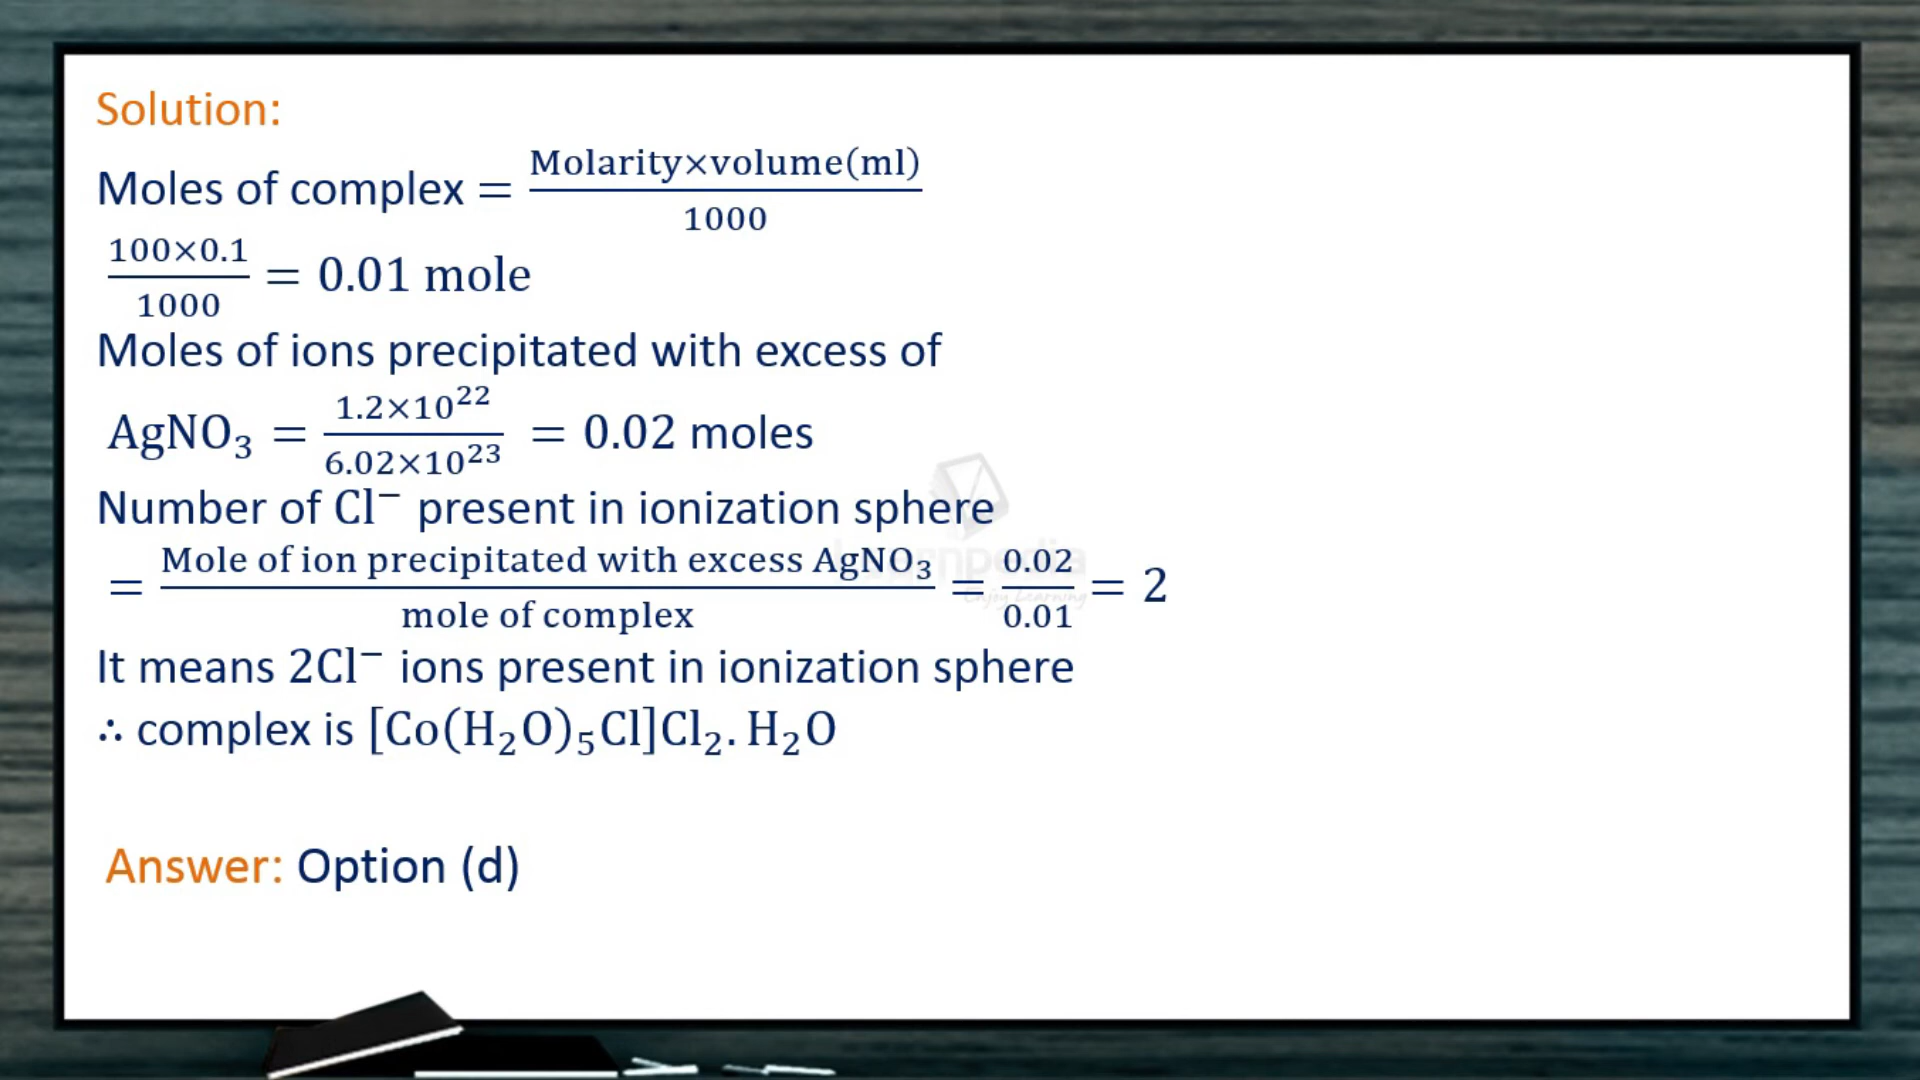 Solution:
Moles of complex = Molarity×volume(ml)/1000
100×0.1/1000 = 0.01 mole
Moles of ions precipitated with excess of
AgNO₃ = 1.2×10²²/6.02×10²³ = 0.02 moles
Number of Cl⁻ present in ionization sphere
= Mole of ion precipitated with excess AgNO₃/mole of complex = 0.02/0.01 = 2
It means 2Cl⁻ ions present in ionization sphere
∴ complex is [Co(H₂O)₅Cl]Cl₂. H₂O
Answer: Option (d)
learnpedia
Enjoy Learning